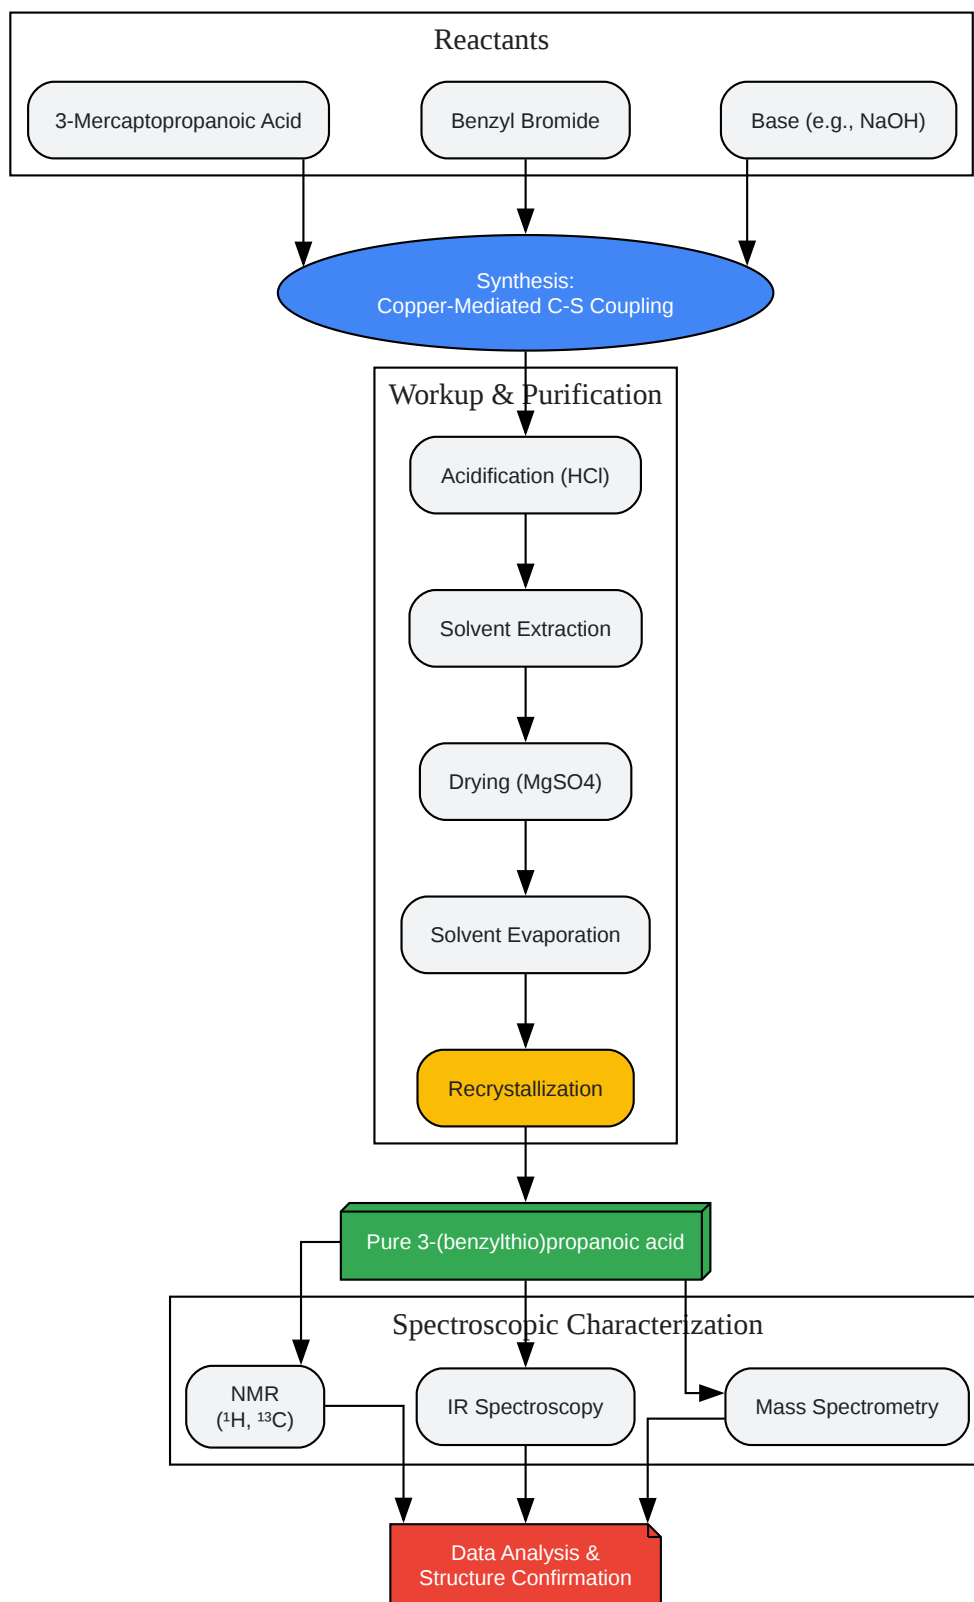 Reactants
3-Mercaptopropanoic Acid
Benzyl Bromide
Base (e.g., NaOH)
Synthesis:
Copper-Mediated C-S Coupling
Workup & Purification
Acidification (HCl)
Solvent Extraction
Drying (MgSO4)
Solvent Evaporation
Recrystallization
Pure 3-(benzylthio)propanoic acid
Spectroscopic Characterization
NMR
(¹H, ¹³C)
IR Spectroscopy
Mass Spectrometry
Data Analysis &
Structure Confirmation